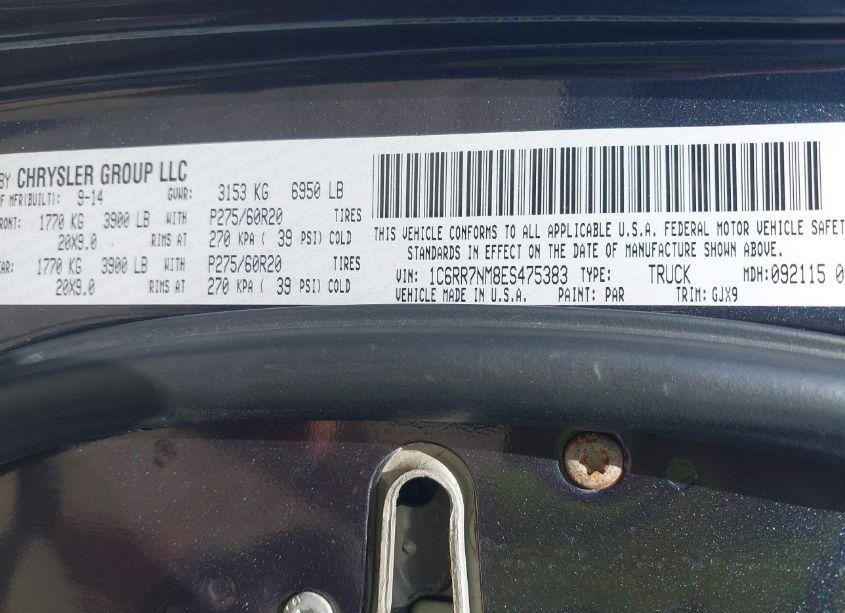 BY CHRYSLER GROUP LLC
OF MFR(BUILT): 9-14 GVWR: 3153 KG 6950 LB
FRONT: 1770 KG 3900 LB WITH P275/60R20 TIRES
20X9.0 RIMS AT 270 KPA ( 39 PSI) COLD
EAR: 1770 KG 3900 LB WITH P275/60R20 TIRES
20X9.0 RIMS AT 270 KPA ( 39 PSI) COLD
THIS VEHICLE CONFORMS TO ALL APPLICABLE U.S.A. FEDERAL MOTOR VEHICLE SAFET
STANDARDS IN EFFECT ON THE DATE OF MANUFACTURE SHOWN ABOVE.
VIN: 1C6RR7NM8ES475383 TYPE: TRUCK MDH:092115 0
VEHICLE MADE IN U.S.A. PAINT: PAR TRIM: GJX9